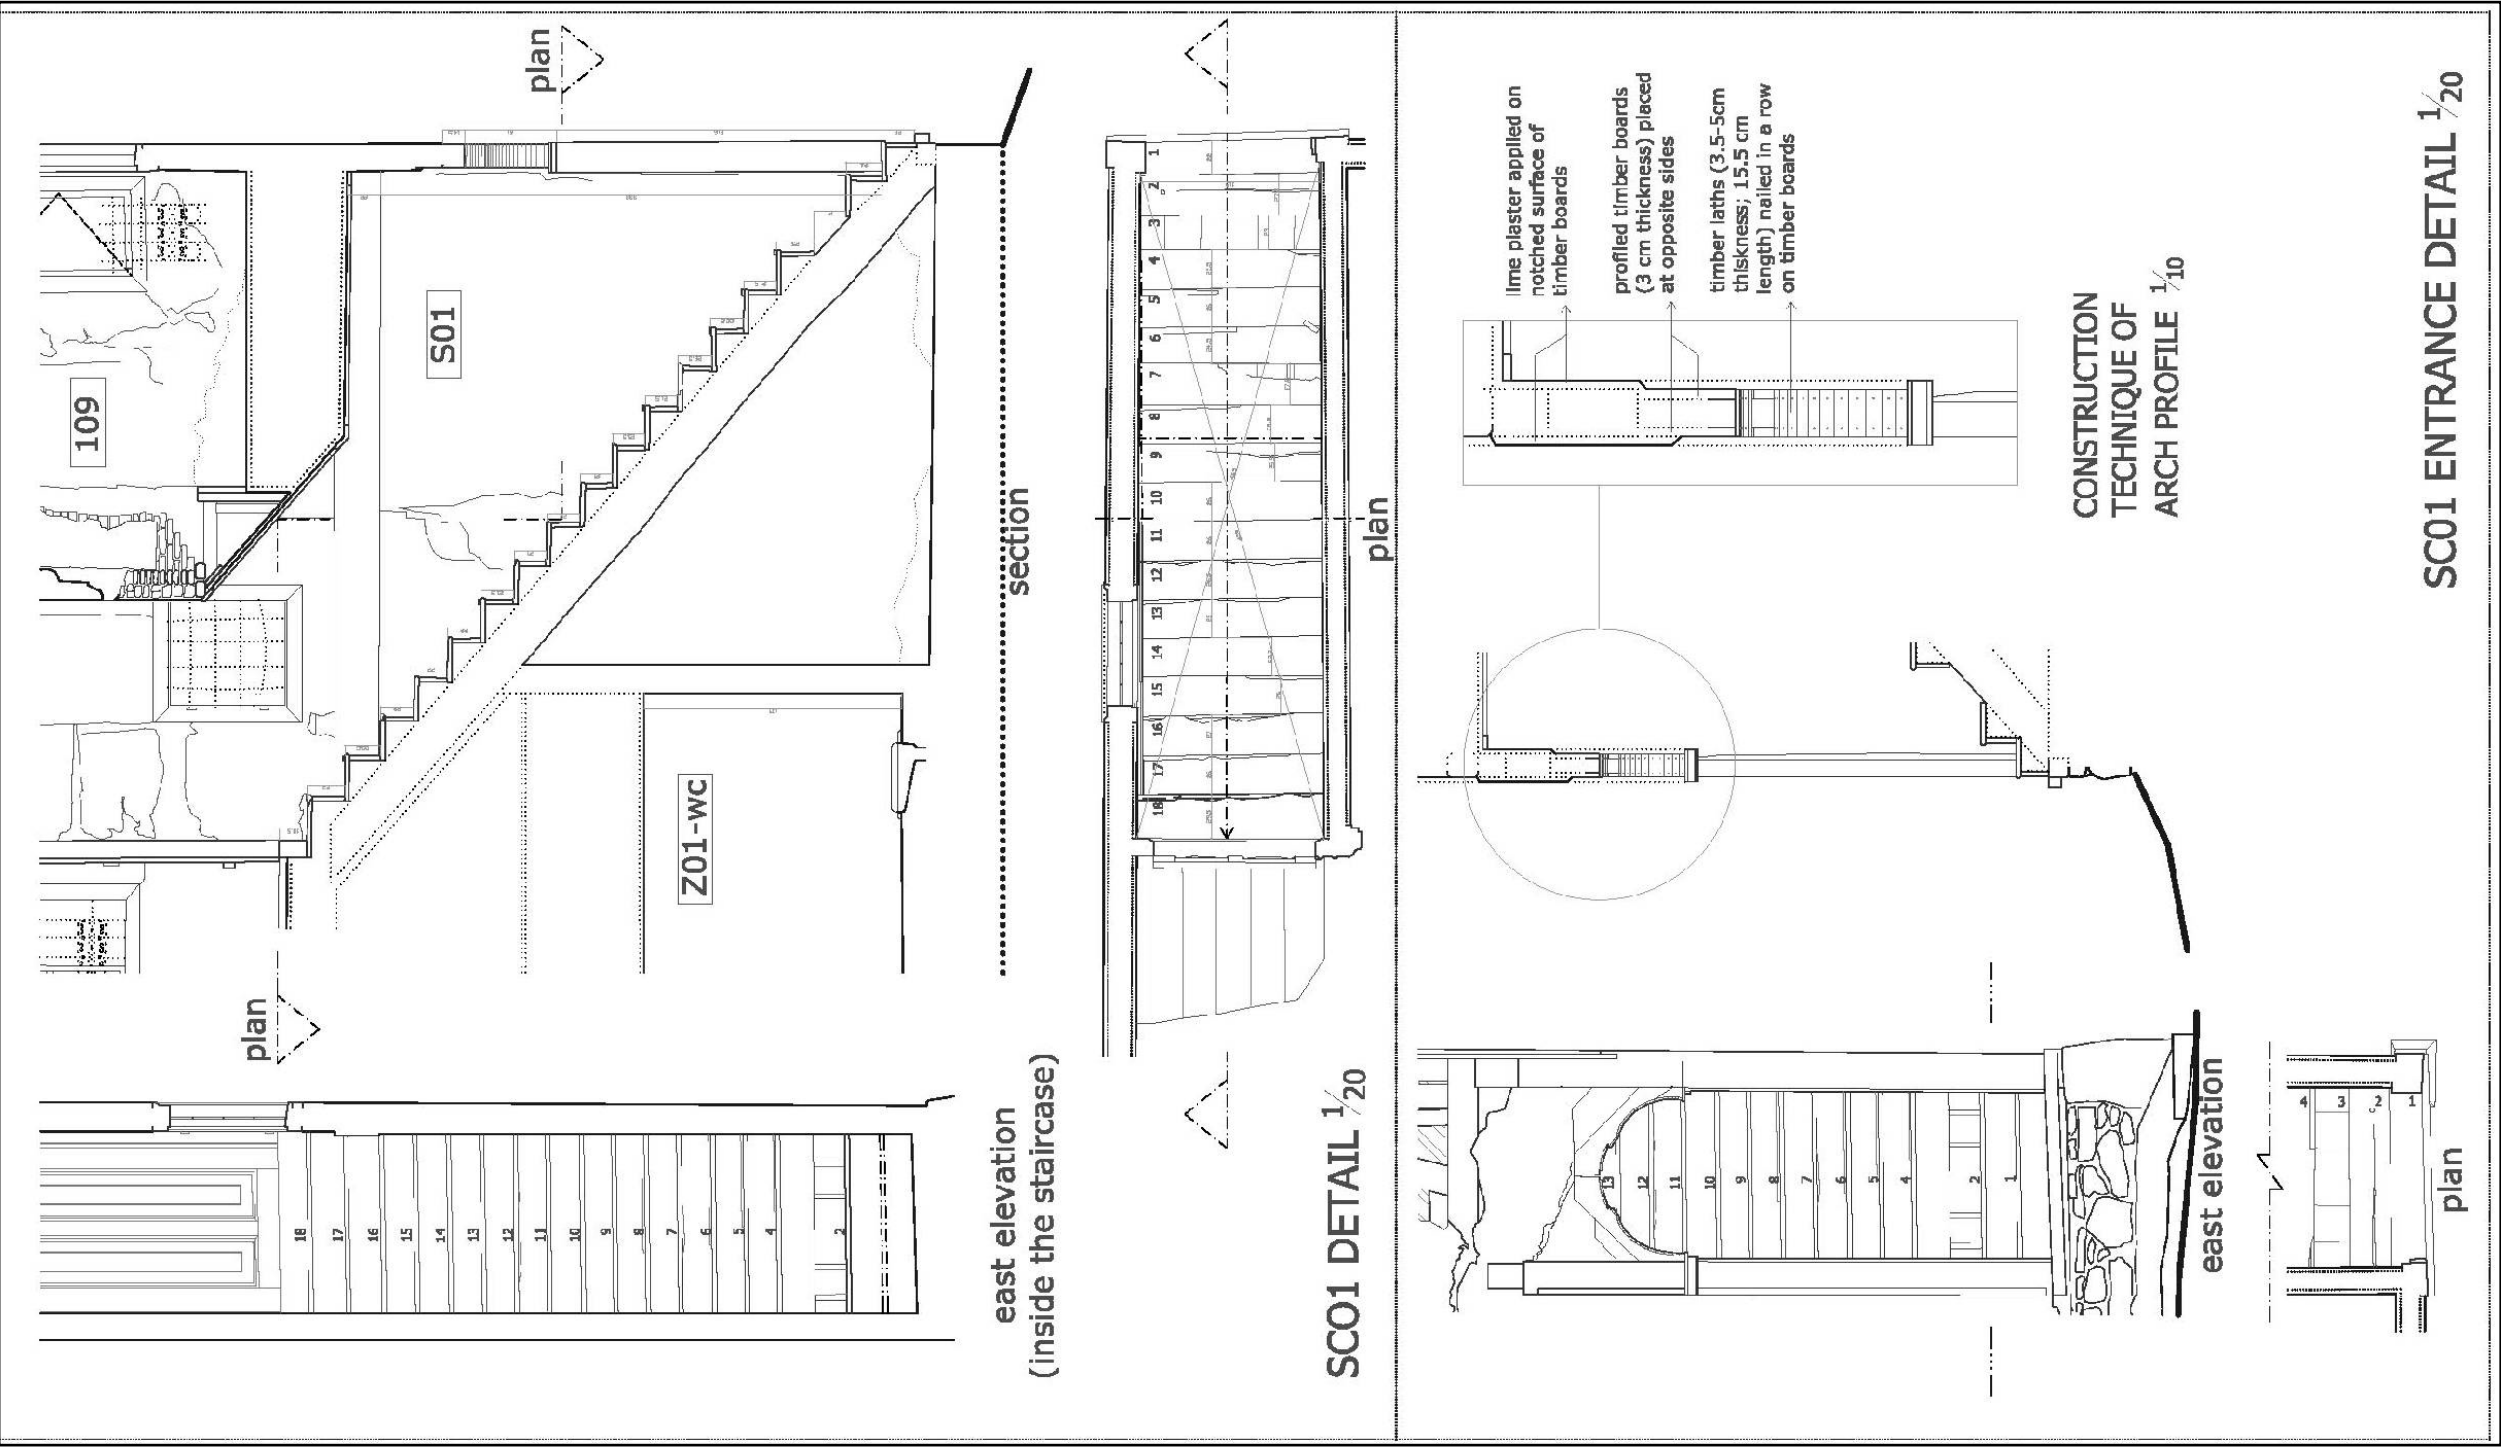 109
S01
Z01-wc
plan
plan
section
18
17
16
15
14
13
12
11
10
9
8
7
6
5
4
2
east elevation
(inside the staircase)
1
2
3
4
5
6
7
8
9
10
11
12
13
14
15
16
17
18
plan
SCO1 DETAIL 1/20
lime plaster applied on
notched surface of
timber boards
profiled timber boards
(3 cm thickness) placed
at opposite sides
timber laths (3.5-5cm
thiskness; 15.5 cm
length) nailed in a row
on timber boards
CONSTRUCTION
TECHNIQUE OF
ARCH PROFILE 1/10
13
12
11
10
9
8
7
6
5
4
2
1
east elevation
4
3
2
1
plan
SC01 ENTRANCE DETAIL 1/20